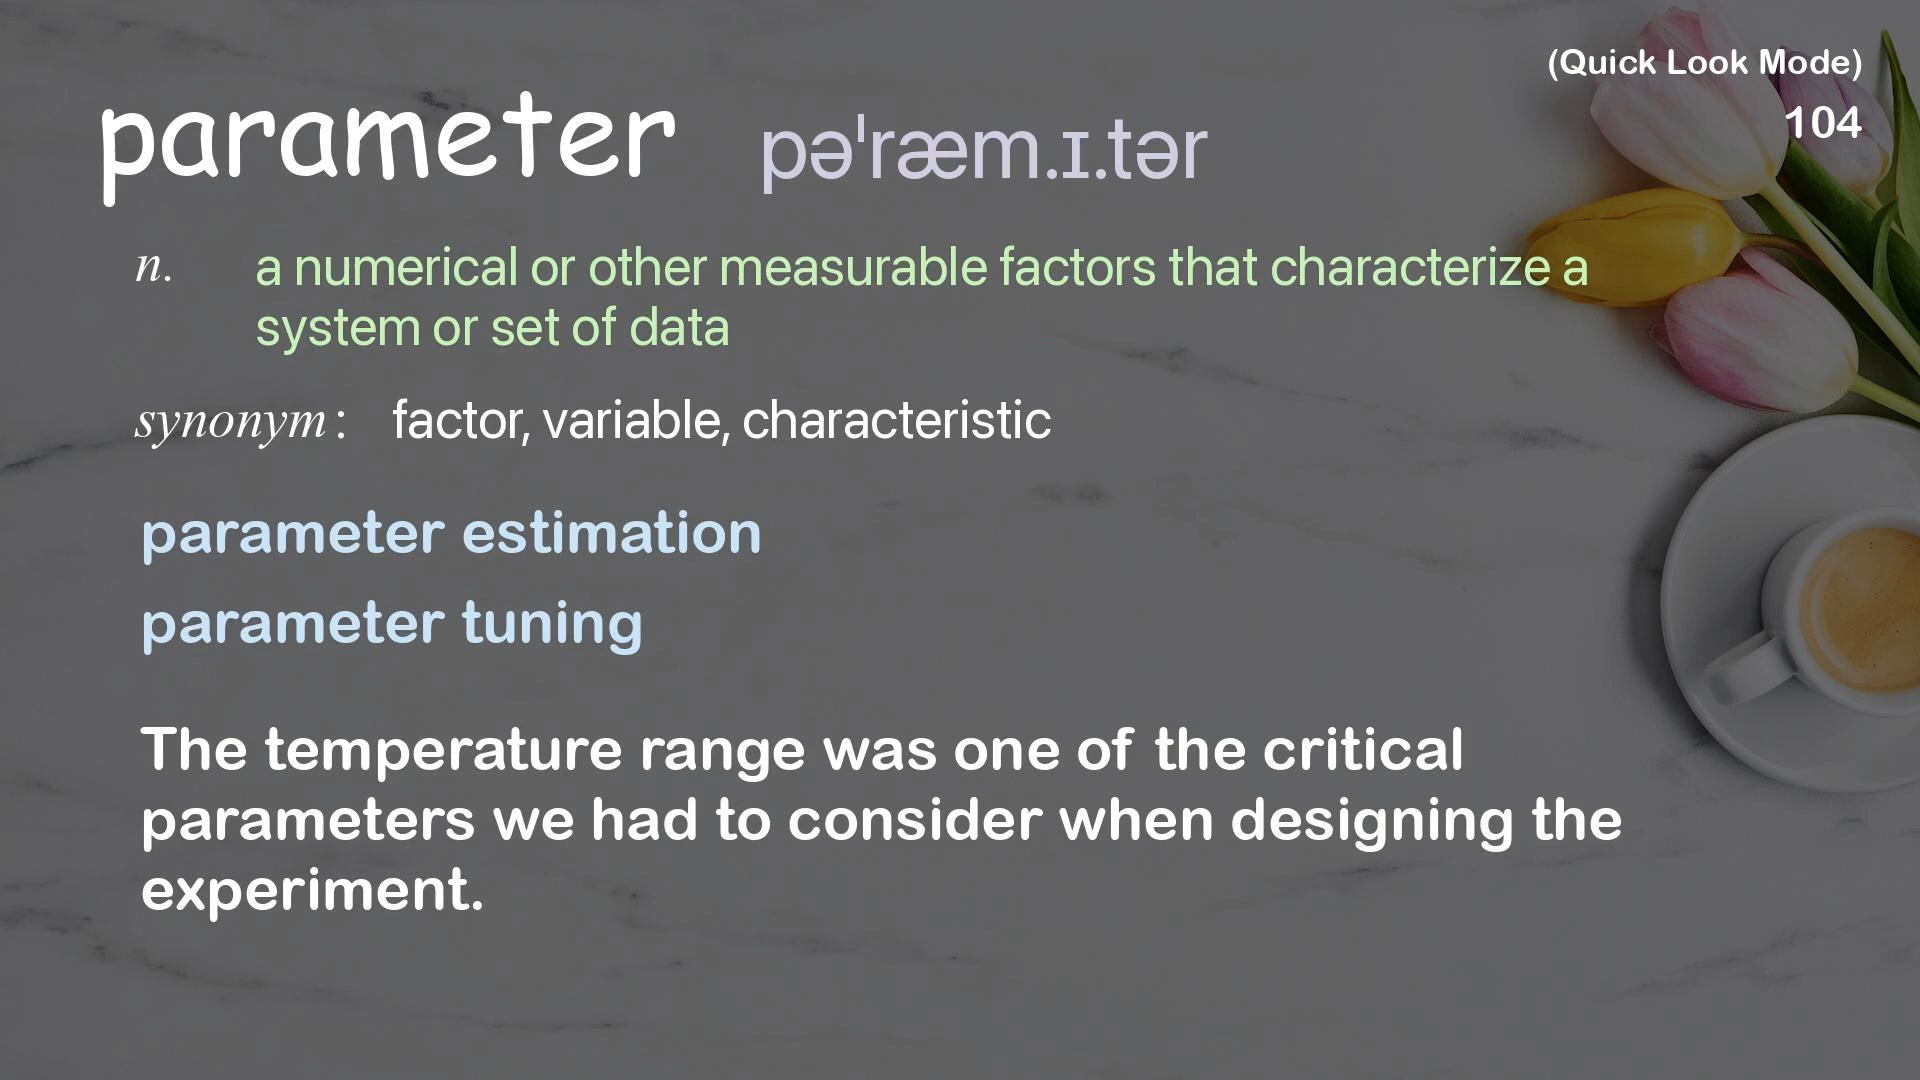 (Quick Look Mode)
104
parameter pəˈræm.ɪ.tər
n. a numerical or other measurable factors that characterize a
system or set of data
synonym : factor, variable, characteristic
parameter estimation
parameter tuning
The temperature range was one of the critical
parameters we had to consider when designing the
experiment.